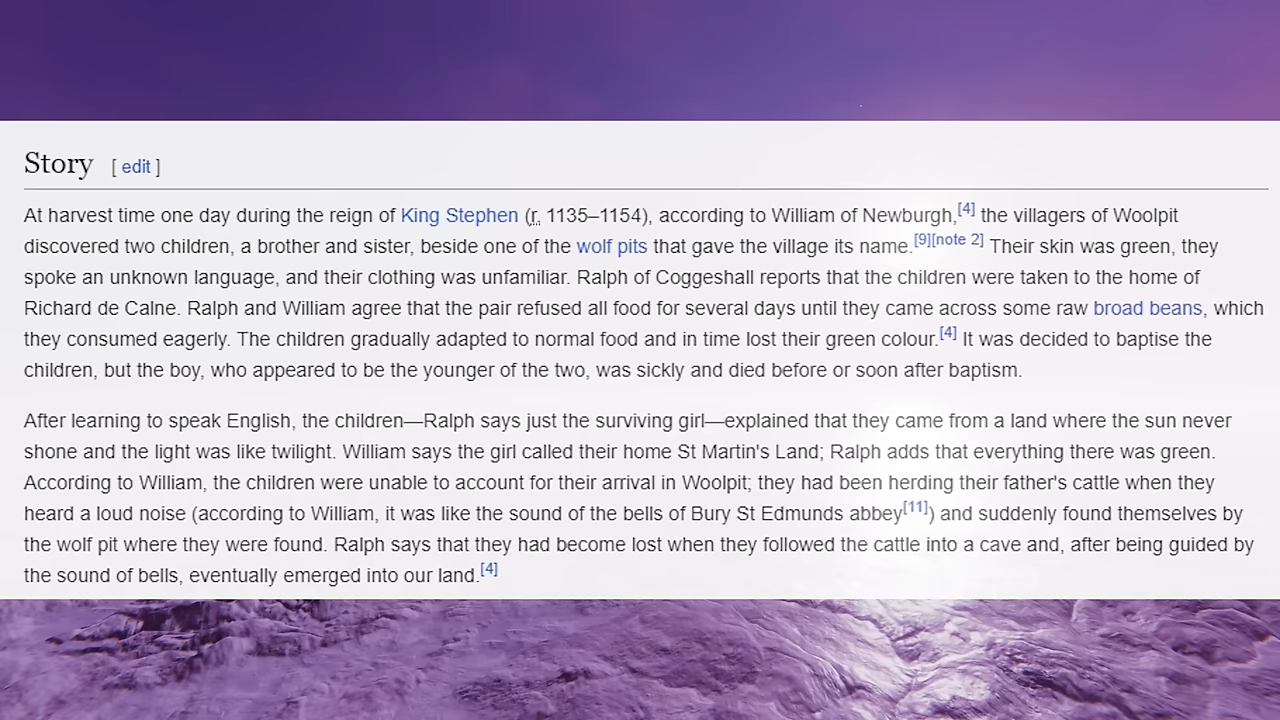 Story [ edit ]
At harvest time one day during the reign of King Stephen (r. 1135–1154), according to William of Newburgh,[4] the villagers of Woolpit
discovered two children, a brother and sister, beside one of the wolf pits that gave the village its name.[9][note 2] Their skin was green, they
spoke an unknown language, and their clothing was unfamiliar. Ralph of Coggeshall reports that the children were taken to the home of
Richard de Calne. Ralph and William agree that the pair refused all food for several days until they came across some raw broad beans, which
they consumed eagerly. The children gradually adapted to normal food and in time lost their green colour.[4] It was decided to baptise the
children, but the boy, who appeared to be the younger of the two, was sickly and died before or soon after baptism.
After learning to speak English, the children—Ralph says just the surviving girl—explained that they came from a land where the sun never
shone and the light was like twilight. William says the girl called their home St Martin's Land; Ralph adds that everything there was green.
According to William, the children were unable to account for their arrival in Woolpit; they had been herding their father's cattle when they
heard a loud noise (according to William, it was like the sound of the bells of Bury St Edmunds abbey[11]) and suddenly found themselves by
the wolf pit where they were found. Ralph says that they had become lost when they followed the cattle into a cave and, after being guided by
the sound of bells, eventually emerged into our land.[4]